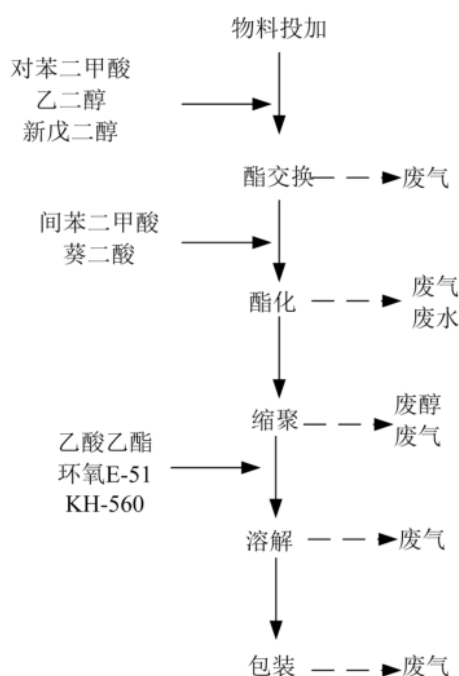 物料投加
对苯二甲酸
乙二醇
新戊二醇
酯交换
废气
间苯二甲酸
葵二酸
酯化
废气
废水
缩聚
废醇
废气
乙酸乙酯
环氧E-51
KH-560
溶解
废气
包装
废气